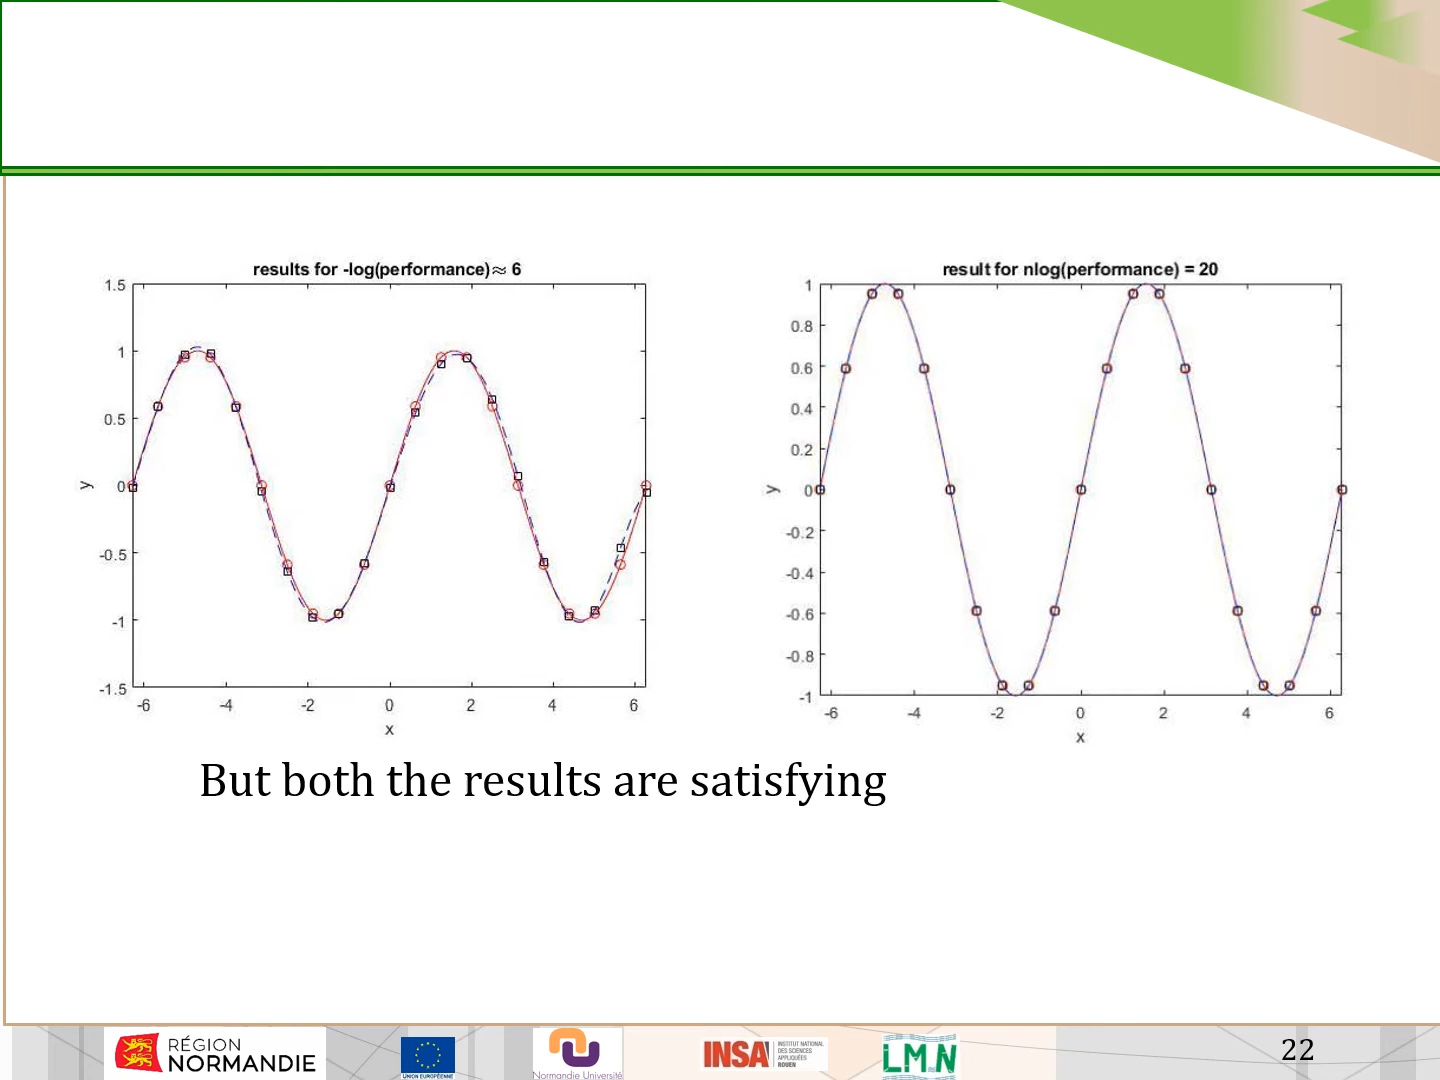 results for -log(performance)≈ 6
1.5
1
0.5
0
-0.5
-1
-1.5
y
-6 -4 -2 0 2 4 6
x
result for nlog(performance) = 20
1
0.8
0.6
0.4
0.2
0
-0.2
-0.4
-0.6
-0.8
-1
y
-6 -4 -2 0 2 4 6
x
But both the results are satisfying
RÉGION
NORMANDIE
UNION EUROPÉENNE
Normandie Université
INSA
INSTITUT NATIONAL
DES SCIENCES
APPLIQUÉES
ROUEN
LMN
22